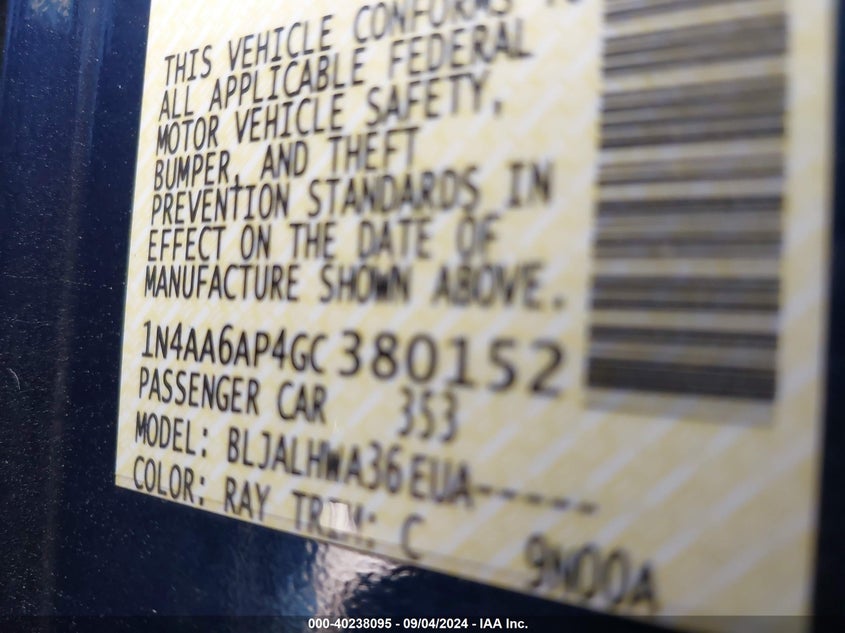 THIS VEHICLE CONFORMS TO
ALL APPLICABLE FEDERAL
MOTOR VEHICLE SAFETY,
BUMPER, AND THEFT
PREVENTION STANDARDS IN
EFFECT ON THE DATE OF
MANUFACTURE SHOWN ABOVE.
1N4AA6AP4GC380152
PASSENGER CAR 353
MODEL: BLJALHWA36EUA-----
COLOR: RAY TRIM: C 9N00A
000-40238095 - 09/04/2024 - IAA Inc.